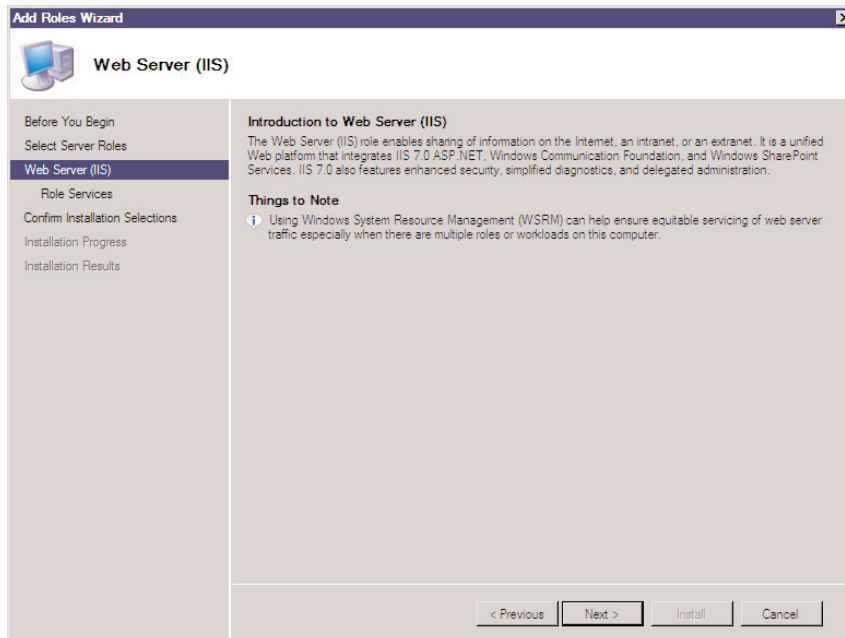 Add Roles Wizard
Web Server (IIS)
Before You Begin
Select Server Roles
Web Server (IIS)
Role Services
Confirm Installation Selections
Installation Progress
Installation Results
Introduction to Web Server (IIS)
The Web Server (IIS) role enables sharing of information on the Internet, an intranet, or an extranet. It is a unified
Web platform that integrates IIS 7.0 ASP.NET, Windows Communication Foundation, and Windows SharePoint
Services. IIS 7.0 also features enhanced security, simplified diagnostics, and delegated administration.
Things to Note
Using Windows System Resource Management (WSRM) can help ensure equitable servicing of web server
traffic especially when there are multiple roles or workloads on this computer.
< Previous
Next >
Install
Cancel